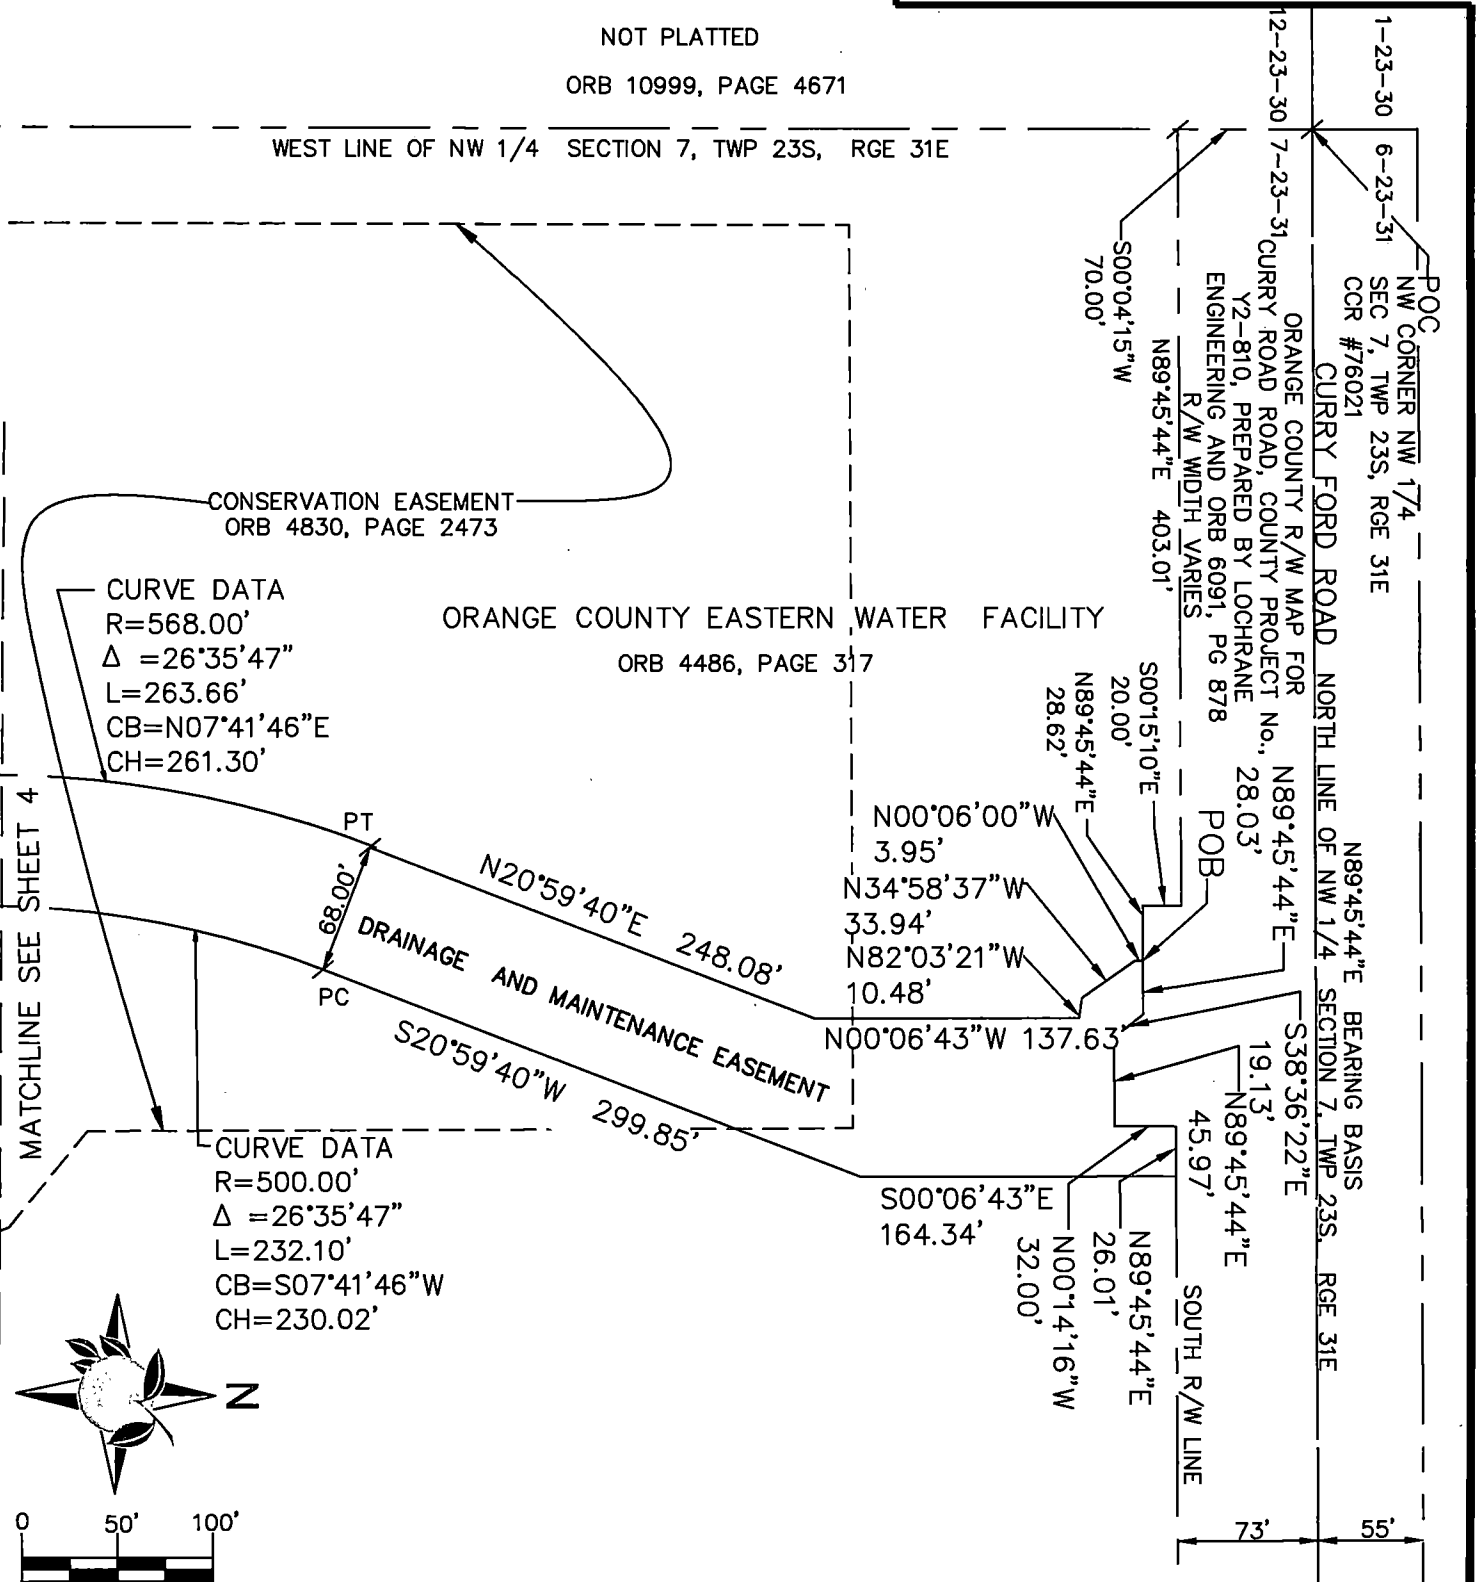 NOT PLATTED
ORB 10999, PAGE 4671
WEST LINE OF NW 1/4 SECTION 7, TWP 23S, RGE 31E
12-23-30 7-23-31
1-23-30 6-23-31
POC
NW CORNER NW 1/4
SEC 7, TWP 23S, RGE 31E
CCR #76021
CURRY FORD ROAD NORTH LINE OF NW 1/4 SECTION 7, TWP 23S, RGE 31E
N89°45'44"E BEARING BASIS
ORANGE COUNTY R/W MAP FOR
CURRY ROAD ROAD, COUNTY PROJECT No.,
Y2-810, PREPARED BY LOCHRANE
ENGINEERING AND ORB 6091, PG 878
R/W WIDTH VARIES
N89°45'44"E 403.01'
S00°04'15"W
70.00'
CONSERVATION EASEMENT
ORB 4830, PAGE 2473
CURVE DATA
R=568.00'
Δ =26°35'47"
L=263.66'
CB=N07°41'46"E
CH=261.30'
ORANGE COUNTY EASTERN WATER FACILITY
ORB 4486, PAGE 317
S00°15'10"E
20.00'
N89°45'44"E
28.62'
POB
N89°45'44"E
28.03'
N00°06'00"W
3.95'
N34°58'37"W
33.94'
N82°03'21"W
10.48'
N00°06'43"W 137.63'
S38°36'22"E
19.13'
N89°45'44"E
45.97'
PT
68.00'
PC
N20°59'40"E 248.08'
DRAINAGE AND MAINTENANCE EASEMENT
S20°59'40"W 299.85'
MATCHLINE SEE SHEET 4
CURVE DATA
R=500.00'
Δ =26°35'47"
L=232.10'
CB=S07°41'46"W
CH=230.02'
S00°06'43"E
164.34'
N00°14'16"W
32.00'
N89°45'44"E
26.01'
SOUTH R/W LINE
N
0 50' 100'
73' 55'